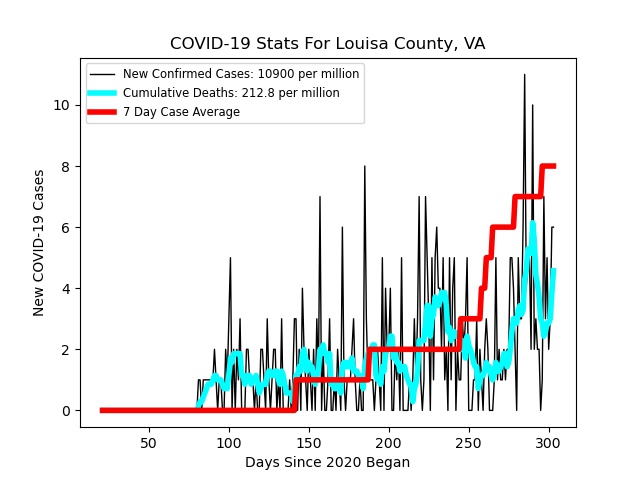 COVID-19 Stats For Louisa County, VA
New Confirmed Cases: 10900 per million
Cumulative Deaths: 212.8 per million
7 Day Case Average
New COVID-19 Cases
10
8
6
4
2
0
50 100 150 200 250 300
Days Since 2020 Began